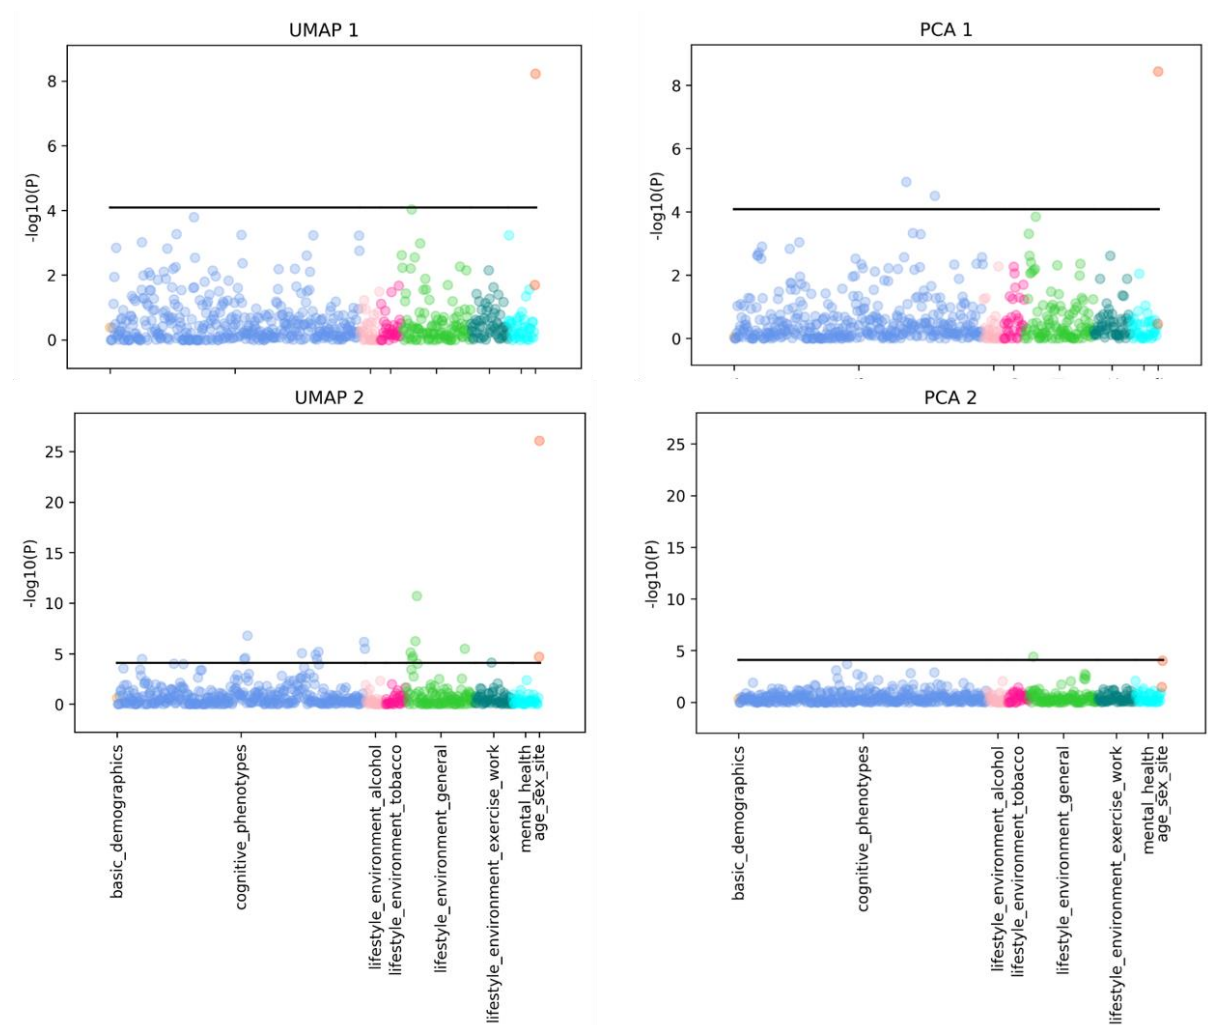 UMAP 1
-log10(P)
8
6
4
2
0
PCA 1
-log10(P)
8
6
4
2
0
UMAP 2
-log10(P)
25
20
15
10
5
0
basic_demographics
cognitive_phenotypes
lifestyle_environment_alcohol
lifestyle_environment_tobacco
lifestyle_environment_general
lifestyle_environment_exercise_work
mental_health
age_sex_site
PCA 2
-log10(P)
25
20
15
10
5
0
basic_demographics
cognitive_phenotypes
lifestyle_environment_alcohol
lifestyle_environment_tobacco
lifestyle_environment_general
lifestyle_environment_exercise_work
mental_health
age_sex_site